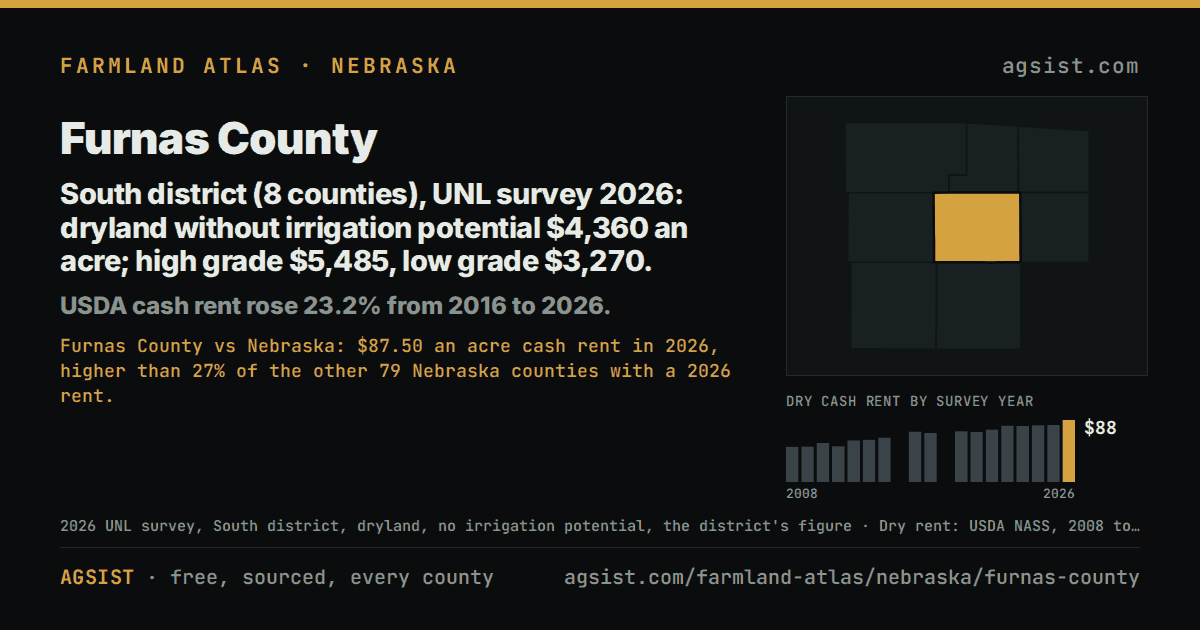 FARMLAND ATLAS · NEBRASKA
agsist.com
Furnas County
South district (8 counties), UNL survey 2026:
dryland without irrigation potential $4,360 an
acre; high grade $5,485, low grade $3,270.
USDA cash rent rose 23.2% from 2016 to 2026.
Furnas County vs Nebraska: $87.50 an acre cash rent in 2026,
higher than 27% of the other 79 Nebraska counties with a 2026
rent.
DRY CASH RENT BY SURVEY YEAR
$88
2008
2026
2026 UNL survey, South district, dryland, no irrigation potential, the district's figure · Dry rent: USDA NASS, 2008 to…
AGSIST · free, sourced, every county
agsist.com/farmland-atlas/nebraska/furnas-county